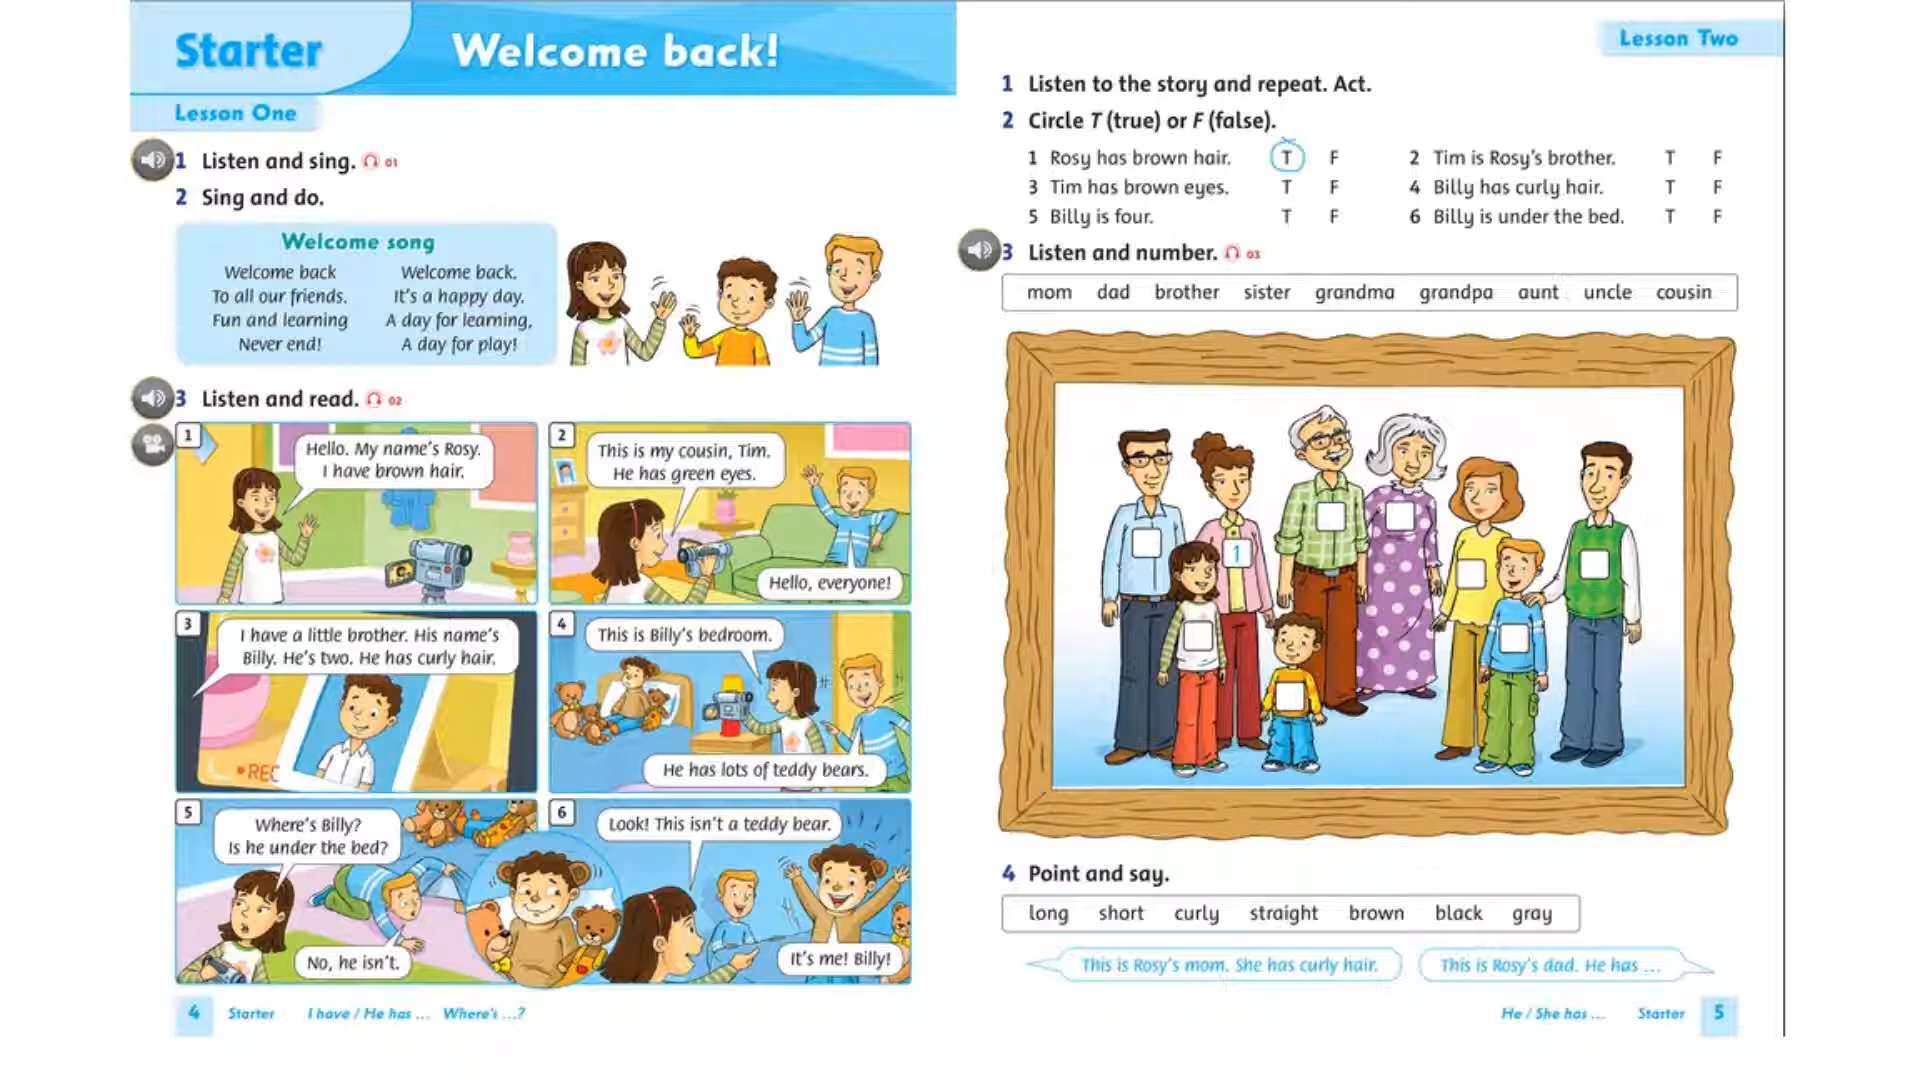 Starter
Welcome back!
Lesson One
1 Listen and sing. 01
2 Sing and do.
Welcome song
Welcome back
To all our friends.
Fun and learning
Never end!
Welcome back.
It's a happy day.
A day for learning,
A day for play!
3 Listen and read. 02
1
Hello. My name's Rosy.
I have brown hair.
2
This is my cousin, Tim.
He has green eyes.
Hello, everyone!
3
I have a little brother. His name's
Billy. He's two. He has curly hair.
REC
4
This is Billy's bedroom.
He has lots of teddy bears.
5
Where's Billy?
Is he under the bed?
No, he isn't.
6
Look! This isn't a teddy bear.
It's me! Billy!
4 Starter I have / He has ... Where's ...?
Lesson Two
1 Listen to the story and repeat. Act.
2 Circle T (true) or F (false).
1 Rosy has brown hair. T F 2 Tim is Rosy's brother. T F
3 Tim has brown eyes. T F 4 Billy has curly hair. T F
5 Billy is four. T F 6 Billy is under the bed. T F
3 Listen and number. 03
mom dad brother sister grandma grandpa aunt uncle cousin
1
4 Point and say.
long short curly straight brown black gray
This is Rosy's mom. She has curly hair. This is Rosy's dad. He has ...
He / She has ... Starter 5